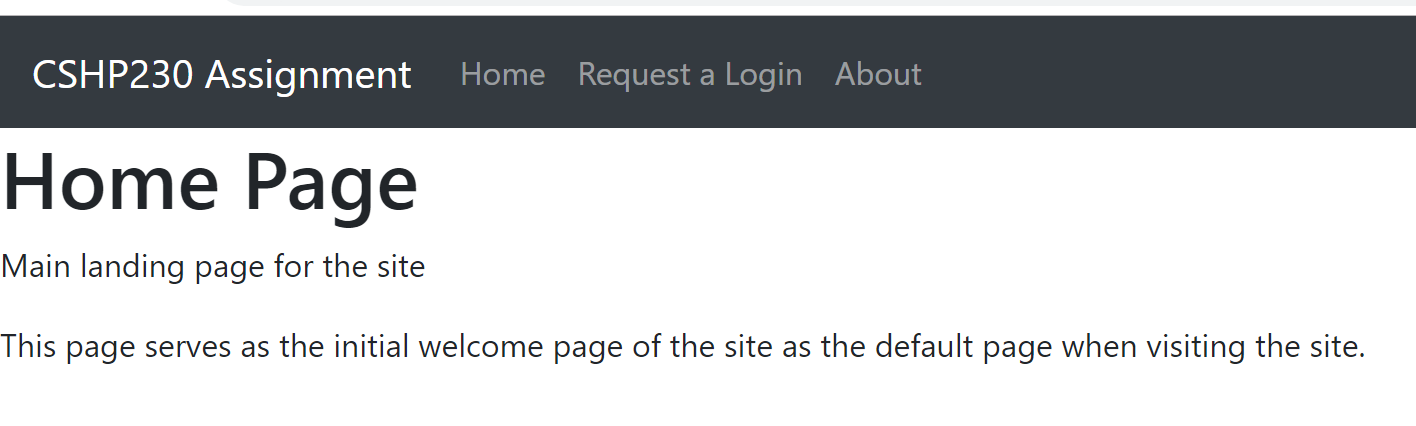 CSHP230 Assignment Home Request a Login About
Home Page
Main landing page for the site
This page serves as the initial welcome page of the site as the default page when visiting the site.